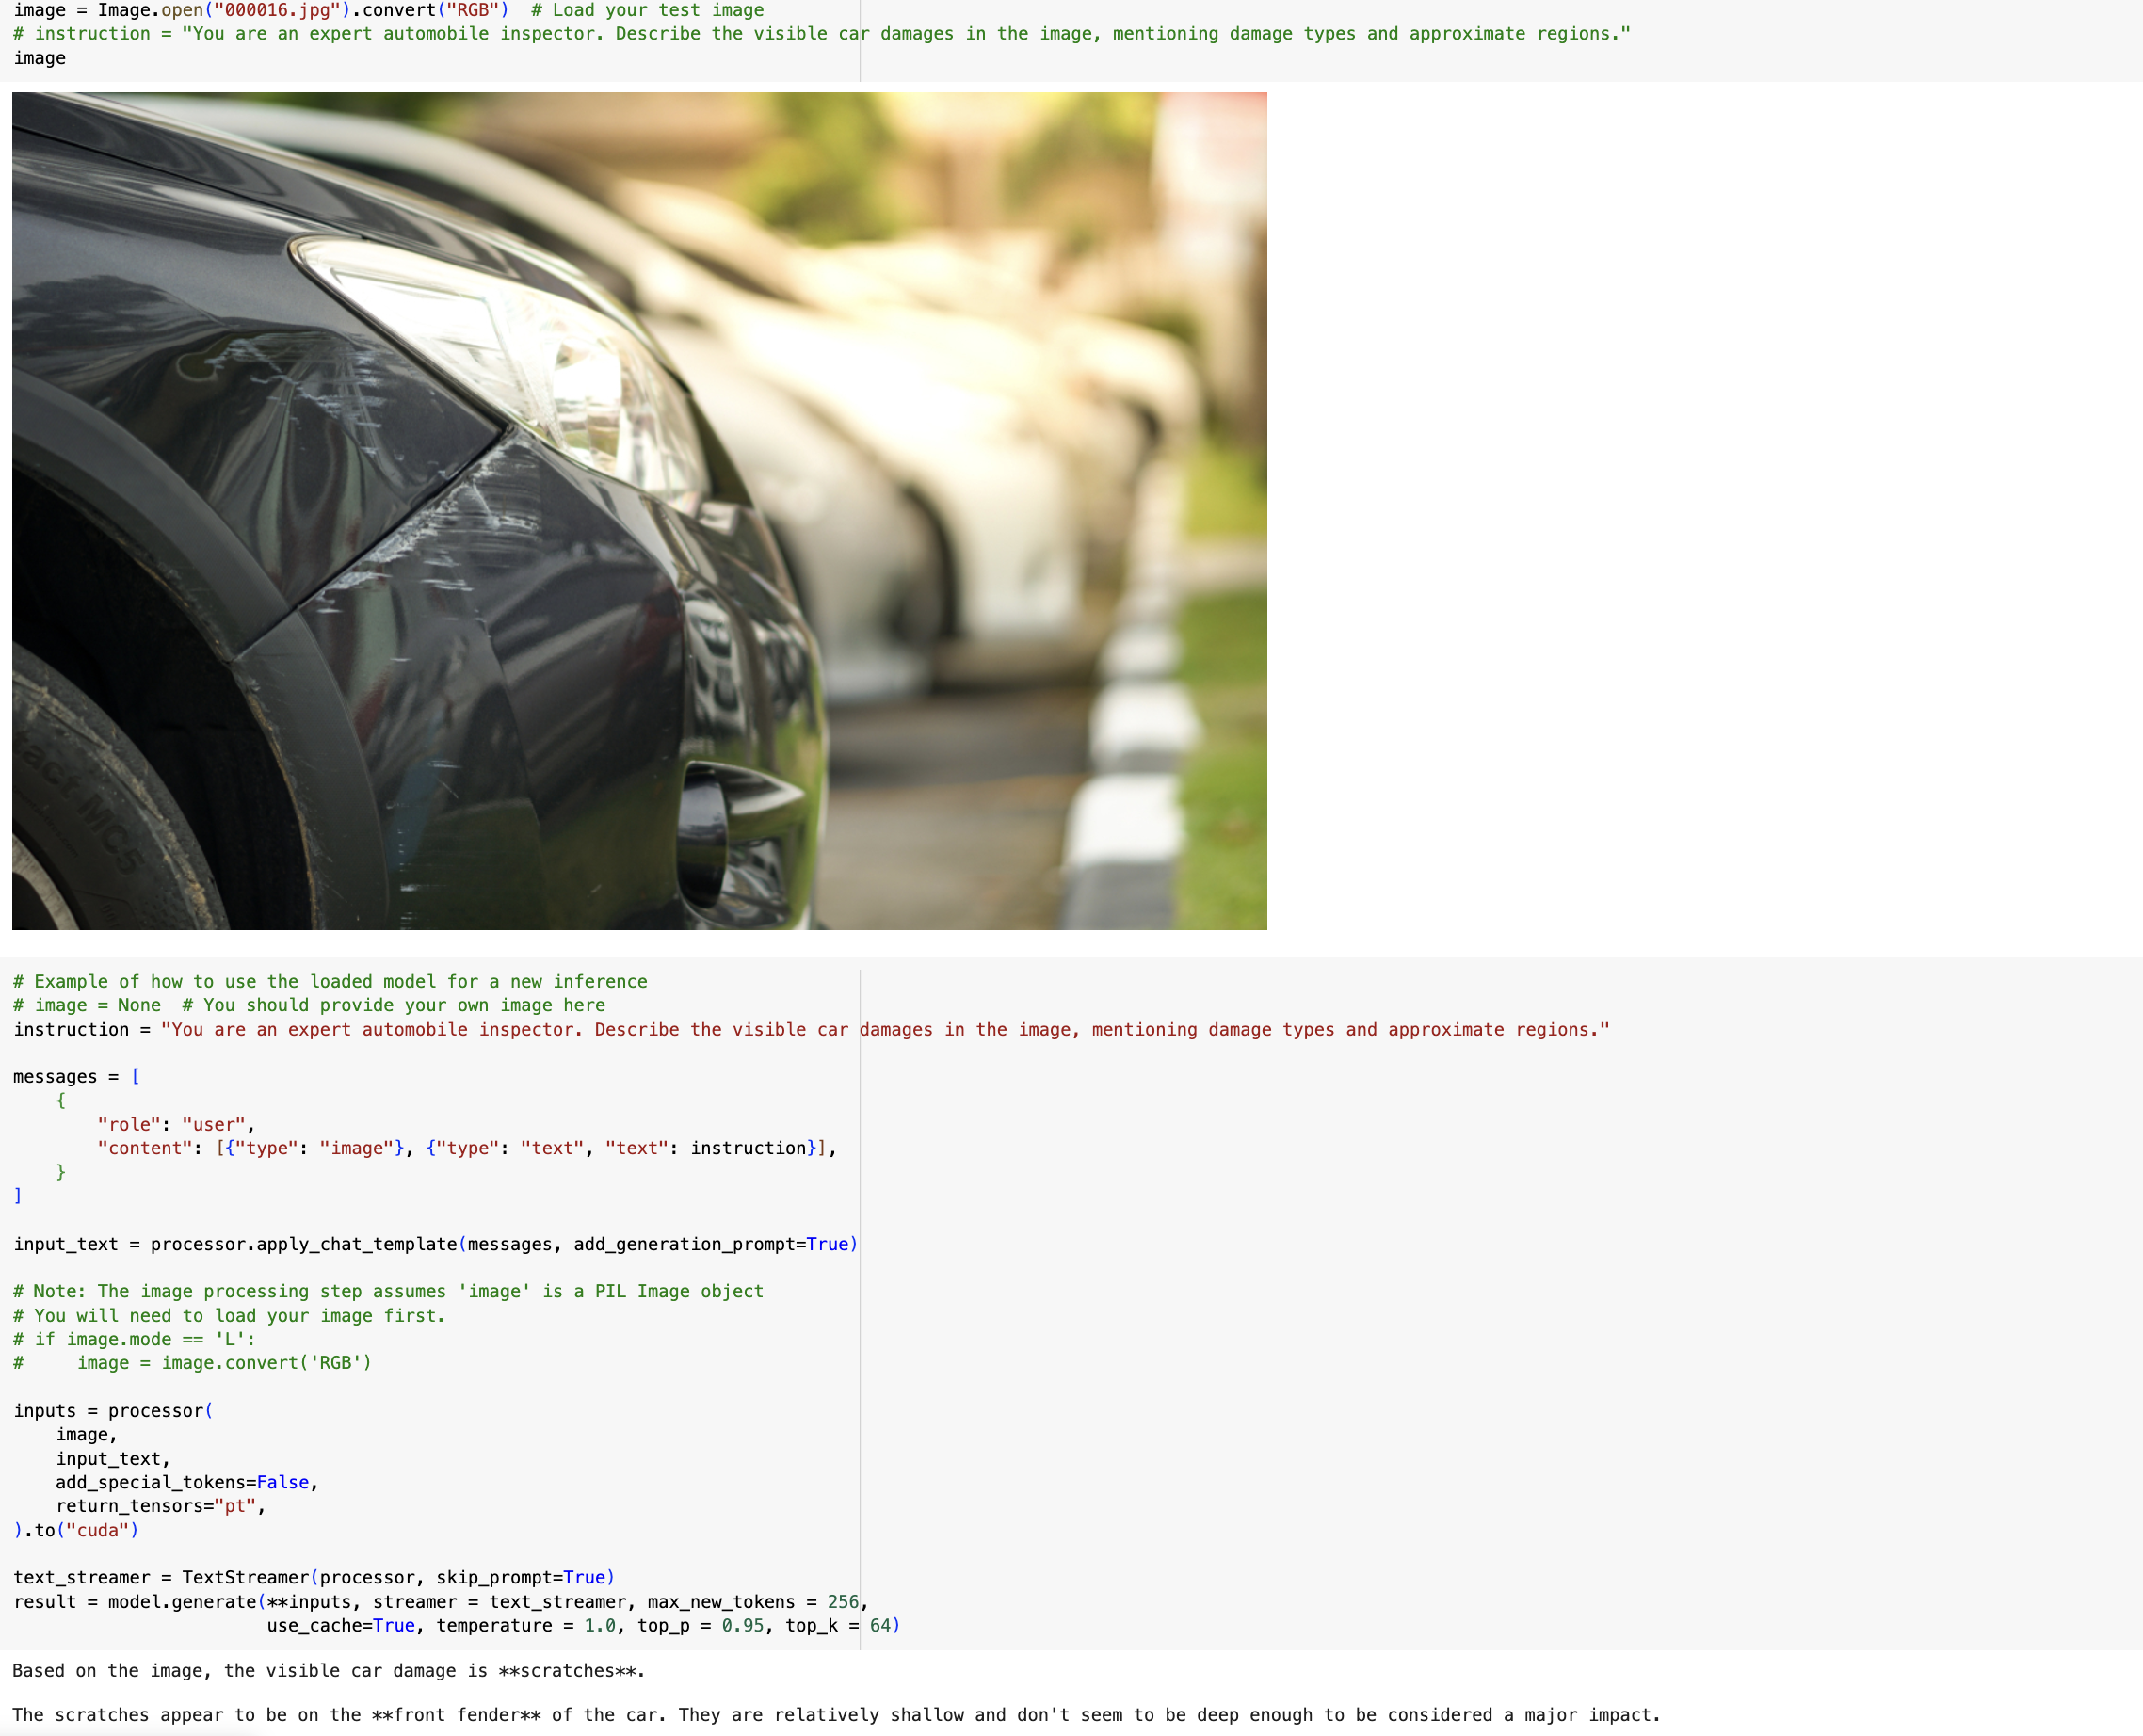 image = Image.open("000016.jpg").convert("RGB")  # Load your test image
# instruction = "You are an expert automobile inspector. Describe the visible car damages in the image, mentioning damage types and approximate regions."
image
act MC5
# Example of how to use the loaded model for a new inference
# image = None  # You should provide your own image here
instruction = "You are an expert automobile inspector. Describe the visible car damages in the image, mentioning damage types and approximate regions."
messages = [
    {
        "role": "user",
        "content": [{"type": "image"}, {"type": "text", "text": instruction}],
    }
]
input_text = processor.apply_chat_template(messages, add_generation_prompt=True)
# Note: The image processing step assumes 'image' is a PIL Image object
# You will need to load your image first.
# if image.mode == 'L':
#     image = image.convert('RGB')
inputs = processor(
    image,
    input_text,
    add_special_tokens=False,
    return_tensors="pt",
).to("cuda")
text_streamer = TextStreamer(processor, skip_prompt=True)
result = model.generate(**inputs, streamer = text_streamer, max_new_tokens = 256,
                        use_cache=True, temperature = 1.0, top_p = 0.95, top_k = 64)
Based on the image, the visible car damage is **scratches**.
The scratches appear to be on the **front fender** of the car. They are relatively shallow and don't seem to be deep enough to be considered a major impact.